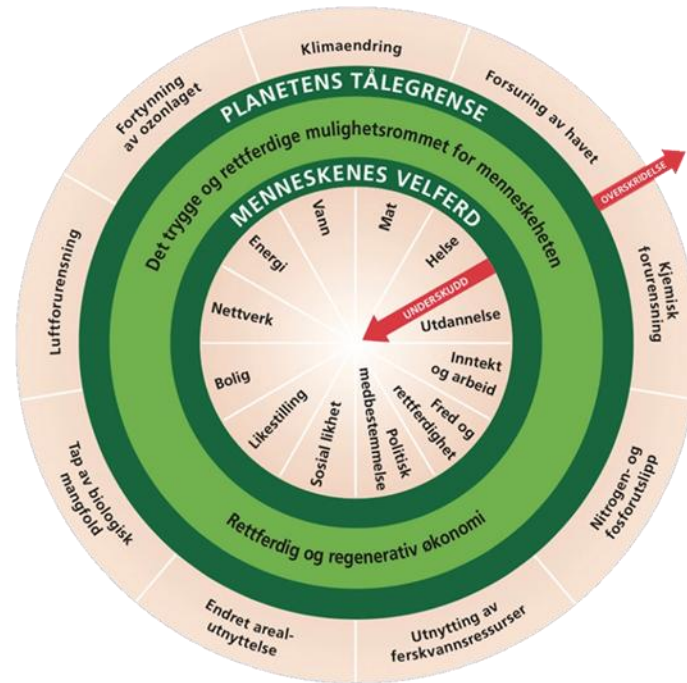 Klimaendring
Forsuring av havet
OVERSKRIDELSE
Kjemisk
forurensning
Nitrogen- og
fosforutslipp
Utnytting av
ferskvannsressurser
Endret areal-
utnyttelse
Tap av biologisk
mangfold
Luftforurensning
Fortynning
av ozonlaget
PLANETENS TÅLEGRENSE
Det trygge og rettferdige mulighetsrommet for menneskeheten
MENNESKENES VELFERD
Mat
Helse
UNDERSKUDD
Utdannelse
Inntekt
og arbeid
Fred og
rettferdighet
Politisk
medbestemmelse
Sosial likhet
Likestilling
Bolig
Nettverk
Energi
Vann
Rettferdig og regenerativ økonomi